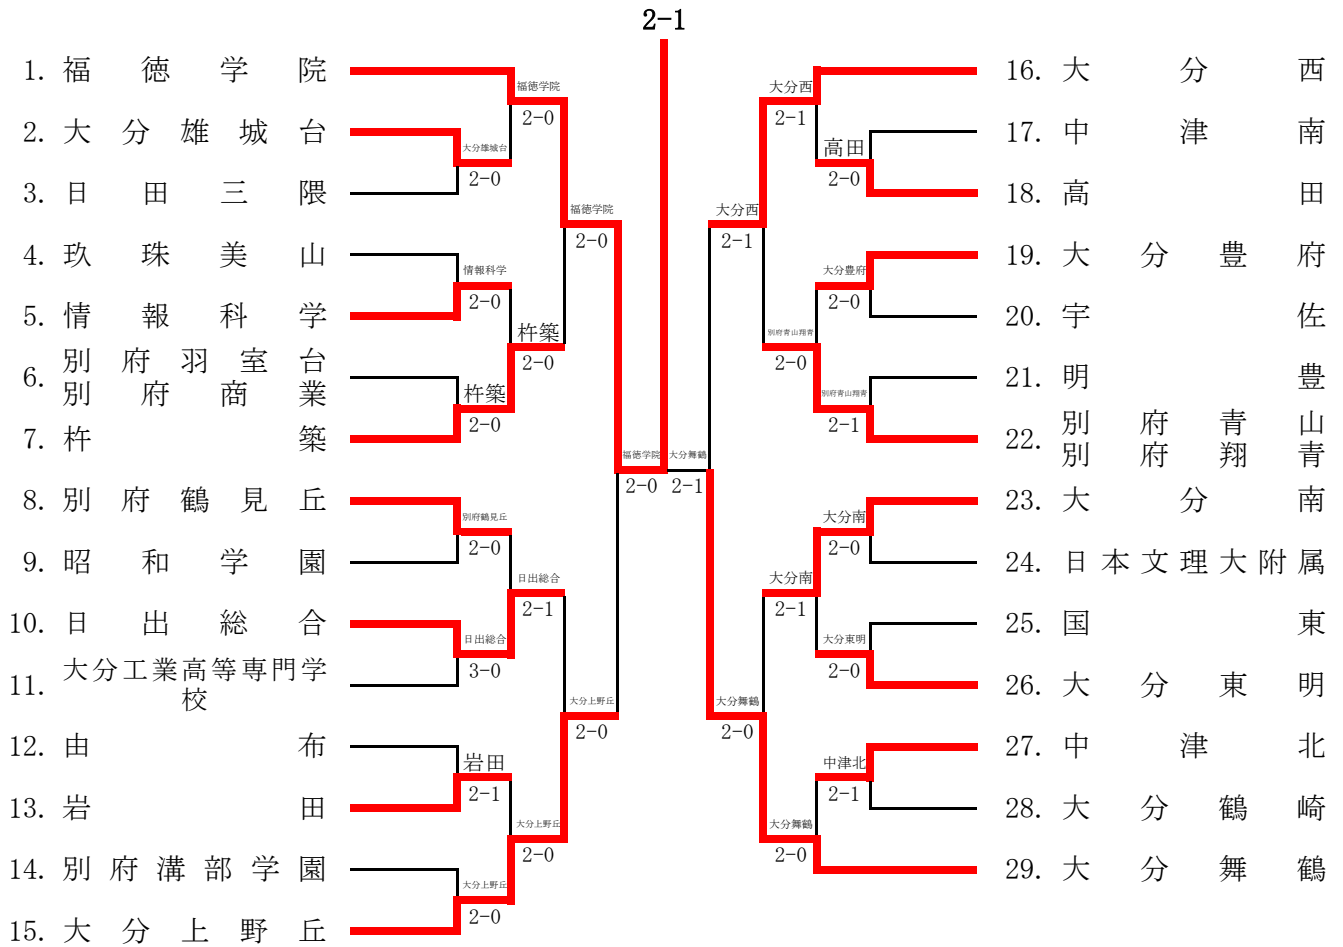 2-1
1. 福徳学院
2. 大分雄城台
3. 日田三隈
4. 玖珠美山
5. 情報科学
6. 別府羽室台
別府商業
7. 杵築
8. 別府鶴見丘
9. 昭和学園
10. 日出総合
11. 大分工業高等専門学
校
12. 由布
13. 岩田
14. 別府溝部学園
15. 大分上野丘
大分雄城台
2-0
情報科学
2-0
杵築
2-0
別府鶴見丘
2-0
日出総合
3-0
岩田
2-1
大分上野丘
2-0
福徳学院
2-0
杵築
2-0
日出総合
2-1
大分上野丘
2-0
福徳学院
2-0
大分上野丘
2-0
福徳学院
2-0
大分舞鶴
2-1
大分西
2-1
大分舞鶴
2-0
大分西
2-1
別府青山翔青
2-0
大分南
2-1
大分舞鶴
2-0
高田
2-0
大分豊府
2-0
別府青山翔青
2-1
大分南
2-0
大分東明
2-0
中津北
2-1
16. 大分西
17. 中津南
18. 高田
19. 大分豊府
20. 宇佐
21. 明豊
22. 別府青山
別府翔青
23. 大分南
24. 日本文理大附属
25. 国東
26. 大分東明
27. 中津北
28. 大分鶴崎
29. 大分舞鶴